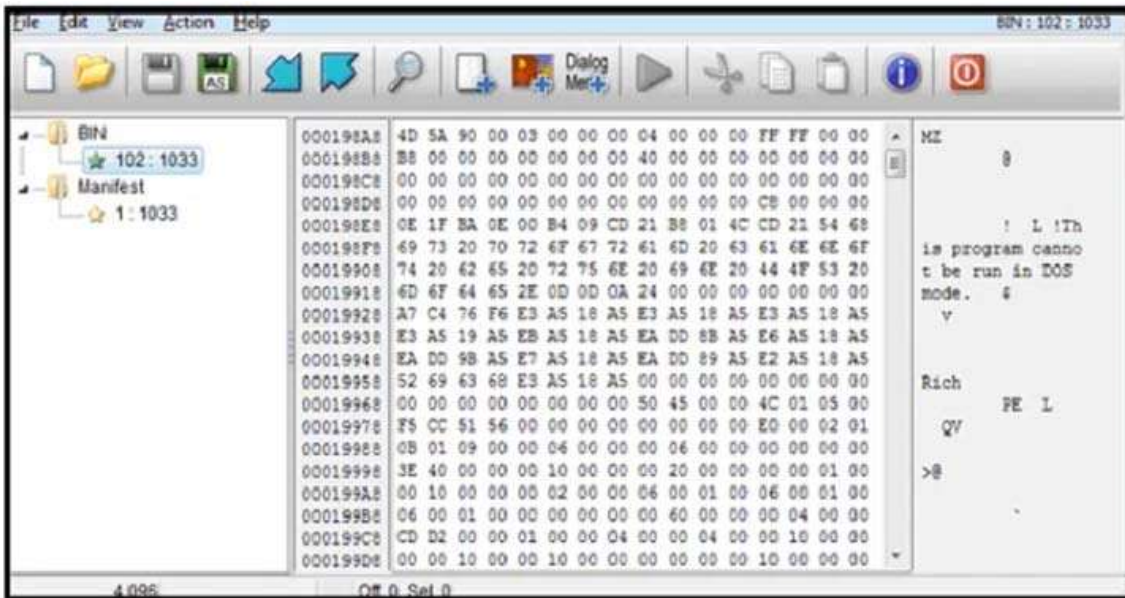 File Edit View Action Help BIN : 102 : 1033
AS Dialog Menu
BIN
102 : 1033
Manifest
1 : 1033
000198A8 4D 5A 90 00 03 00 00 00 04 00 00 00 FF FF 00 00 MZ
000198B8 B8 00 00 00 00 00 00 00 40 00 00 00 00 00 00 00 @
000198C8 00 00 00 00 00 00 00 00 00 00 00 00 00 00 00 00
000198D8 00 00 00 00 00 00 00 00 00 00 00 00 C8 00 00 00
000198E8 0E 1F BA 0E 00 B4 09 CD 21 B8 01 4C CD 21 54 68 ! L !Th
000198F8 69 73 20 70 72 6F 67 72 61 6D 20 63 61 6E 6E 6F is program canno
00019908 74 20 62 65 20 72 75 6E 20 69 6E 20 44 4F 53 20 t be run in DOS
00019918 6D 6F 64 65 2E 0D 0D 0A 24 00 00 00 00 00 00 00 mode. $
00019928 A7 C4 76 F6 E3 A5 18 A5 E3 A5 18 A5 E3 A5 18 A5 v
00019938 E3 A5 19 A5 EB A5 18 A5 EA DD 8B A5 E6 A5 18 A5
00019948 EA DD 9B A5 E7 A5 18 A5 EA DD 89 A5 E2 A5 18 A5
00019958 52 69 63 68 E3 A5 18 A5 00 00 00 00 00 00 00 00 Rich
00019968 00 00 00 00 00 00 00 00 50 45 00 00 4C 01 05 00 PE L
00019978 F5 CC 51 56 00 00 00 00 00 00 00 00 E0 00 02 01 QV
00019988 0B 01 09 00 00 06 00 00 00 06 00 00 00 00 00 00
00019998 3E 40 00 00 00 10 00 00 00 20 00 00 00 00 01 00 >@
000199A8 00 10 00 00 00 02 00 00 06 00 01 00 06 00 01 00
000199B8 06 00 01 00 00 00 00 00 00 60 00 00 00 04 00 00 `
000199C8 CD D2 00 00 01 00 00 04 00 00 04 00 00 10 00 00
000199D8 00 00 10 00 00 10 00 00 00 00 00 00 10 00 00 00
4,096 Off: 0 Sel: 0